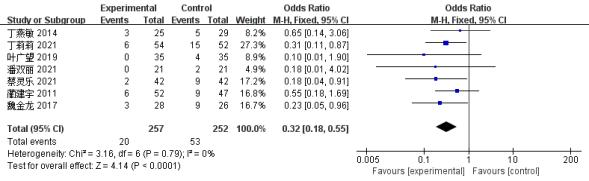 Experimental Control Odds Ratio Odds Ratio
Study or Subgroup Events Total Events Total Weight M-H, Fixed, 95% CI M-H, Fixed, 95% CI
丁燕敏 2014 3 25 5 29 8.2% 0.65 [0.14, 3.06]
丁莉莉 2021 6 54 15 52 27.3% 0.31 [0.11, 0.87]
叶广望 2019 0 35 4 35 9.0% 0.10 [0.01, 1.90]
潘双丽 2021 0 21 2 21 4.9% 0.18 [0.01, 4.02]
蔡灵乐 2021 2 42 9 42 17.2% 0.18 [0.04, 0.91]
蔺建宇 2011 6 52 9 47 16.8% 0.55 [0.18, 1.69]
魏金龙 2017 3 28 9 26 16.7% 0.23 [0.05, 0.96]
Total (95% CI) 257 252 100.0% 0.32 [0.18, 0.55]
Total events 20 53
Heterogeneity: Chi² = 3.16, df = 6 (P = 0.79); I² = 0%
Test for overall effect: Z = 4.14 (P < 0.0001)
0.005 0.1 1 10 200
Favours [experimental] Favours [control]